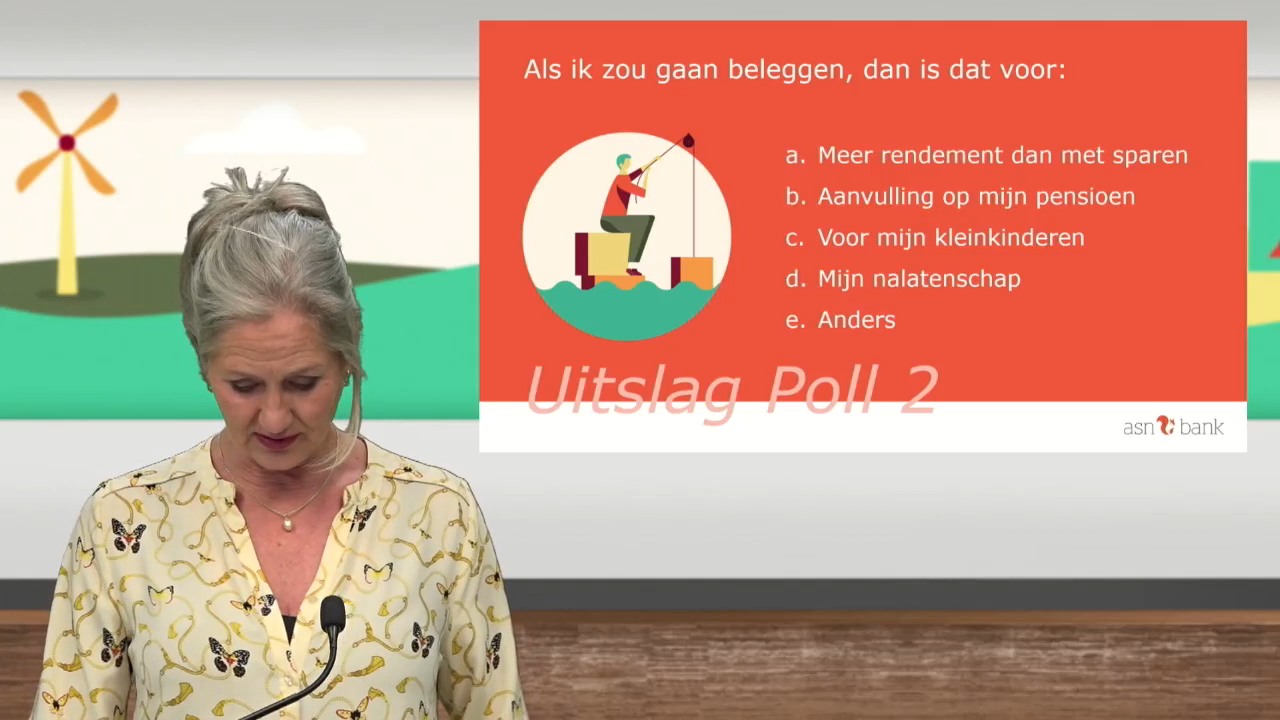 Als ik zou gaan beleggen, dan is dat voor:
a. Meer rendement dan met sparen
b. Aanvulling op mijn pensioen
c. Voor mijn kleinkinderen
d. Mijn nalatenschap
e. Anders
Uitslag Poll 2
asn bank